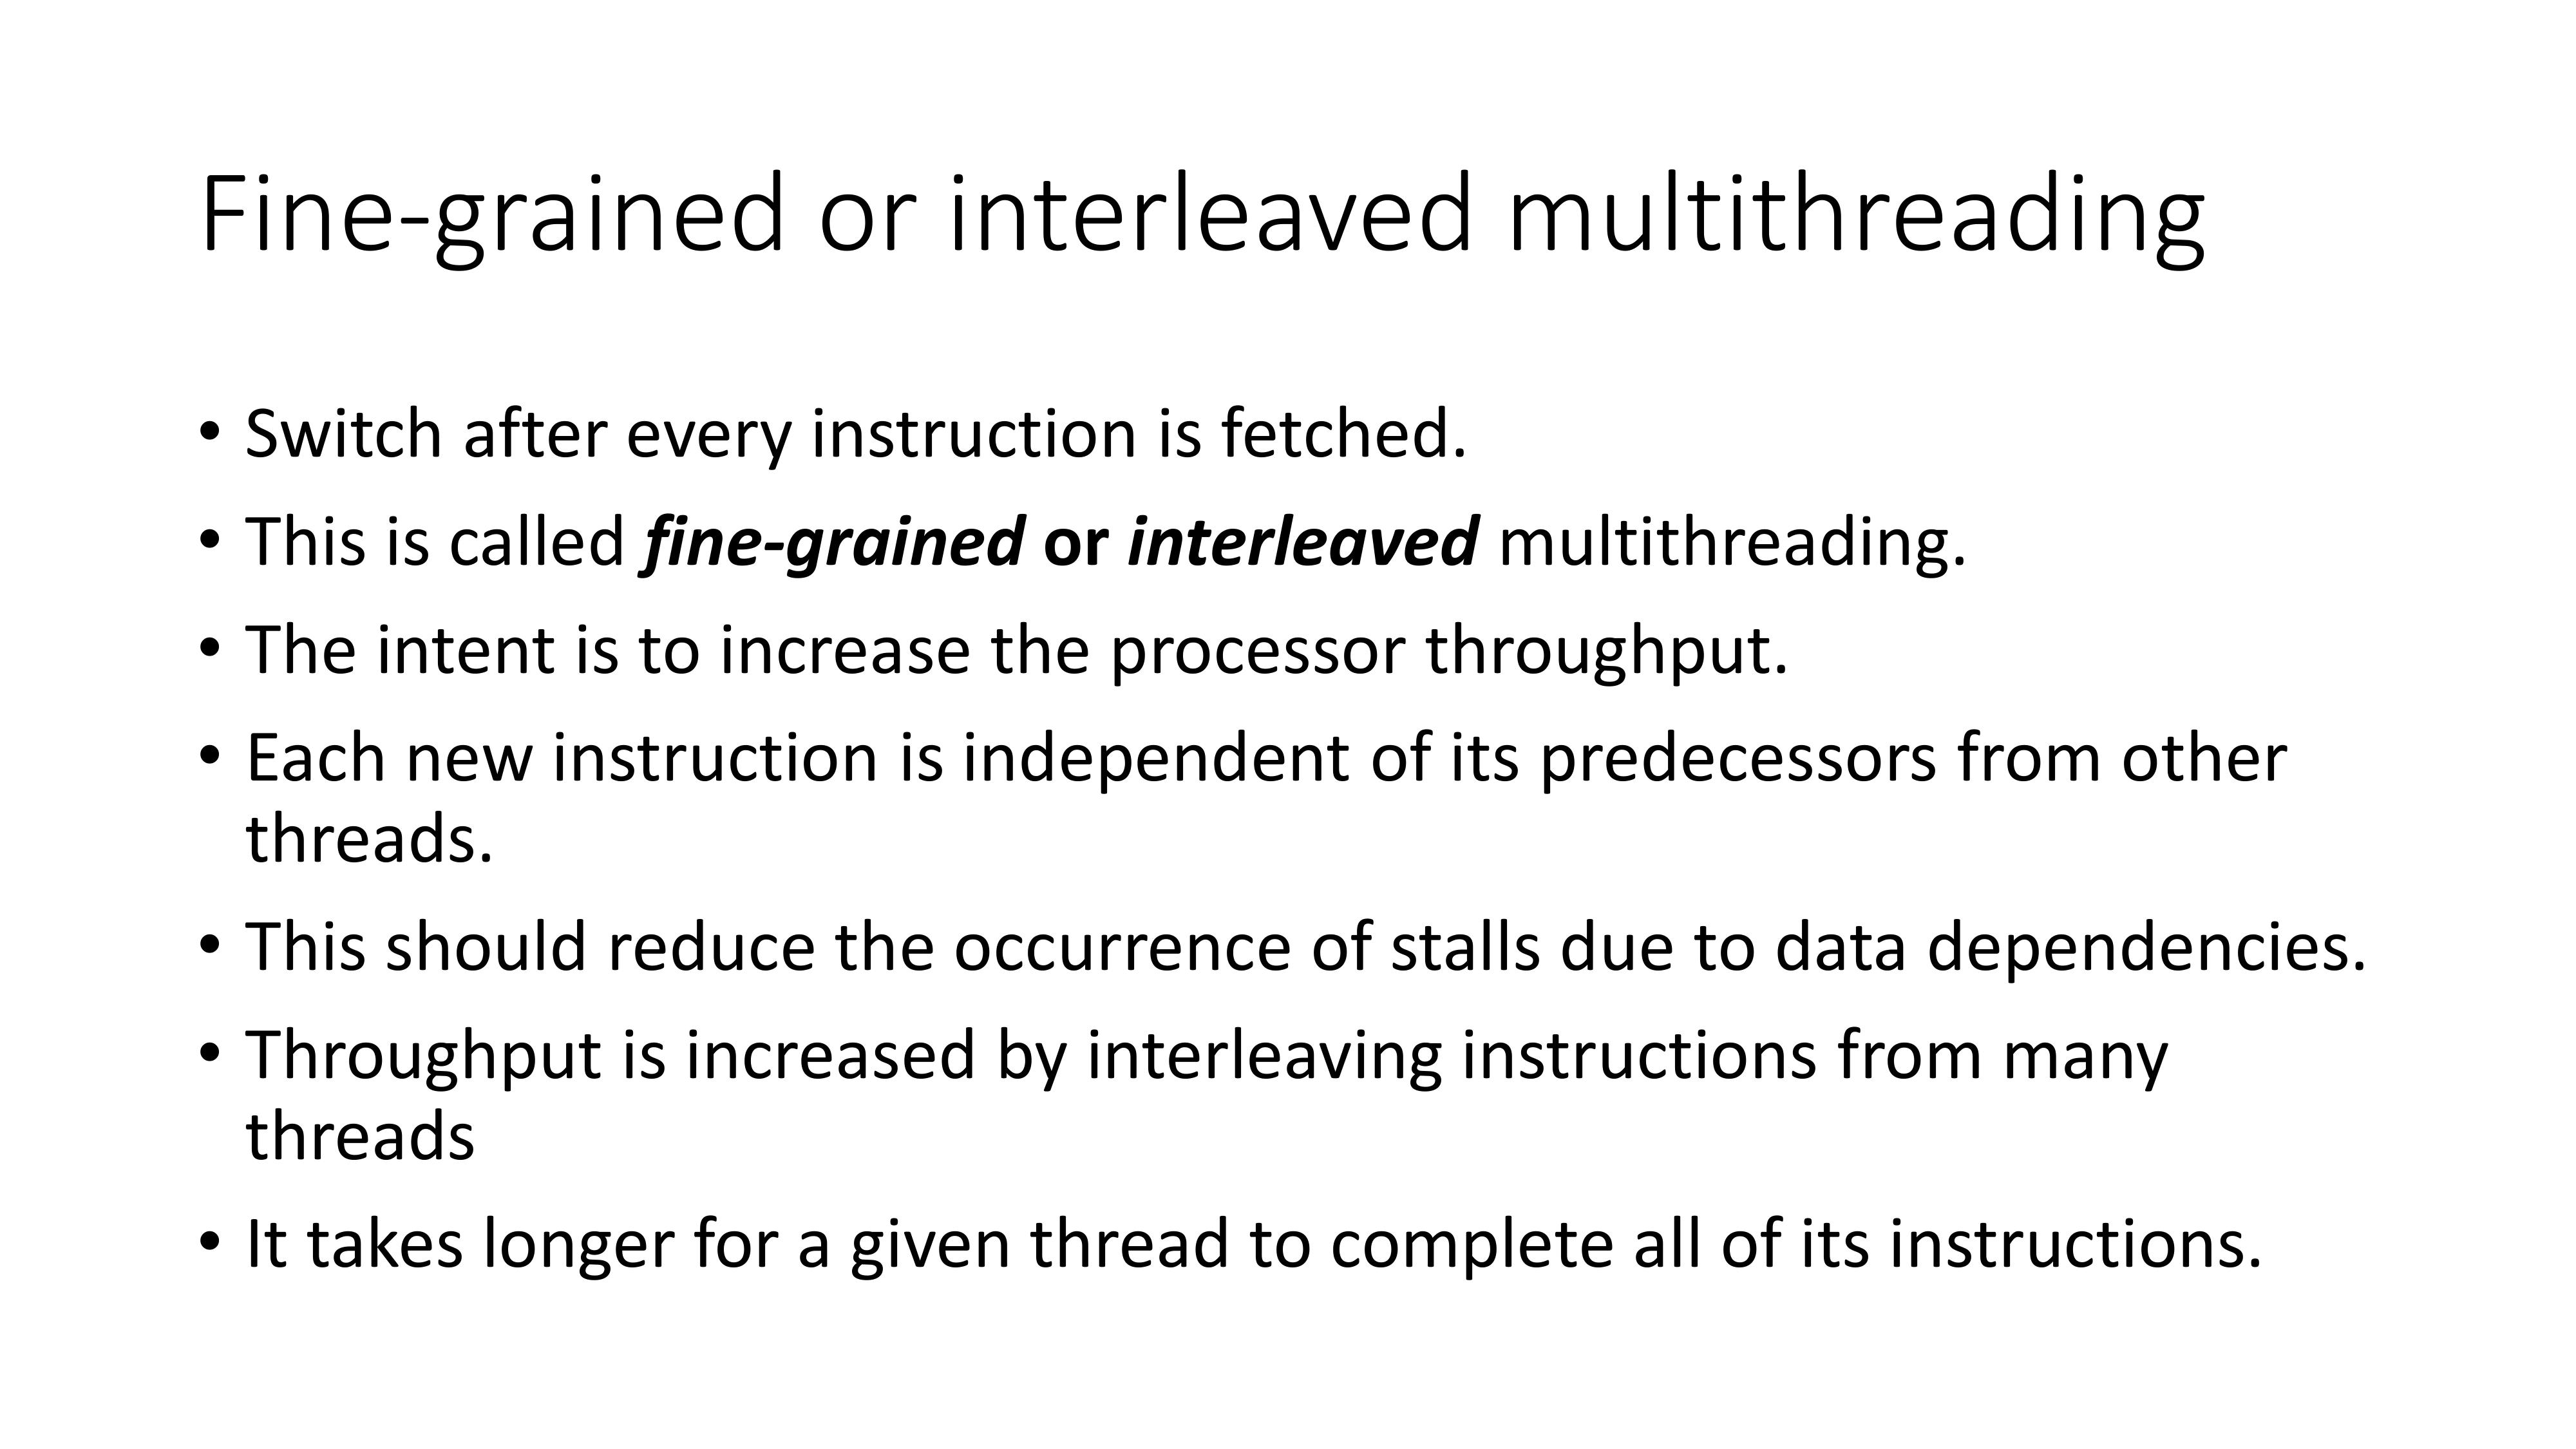 Fine-grained or interleaved multithreading
• Switch after every instruction is fetched.
• This is called fine-grained or interleaved multithreading.
• The intent is to increase the processor throughput.
• Each new instruction is independent of its predecessors from other
threads.
• This should reduce the occurrence of stalls due to data dependencies.
• Throughput is increased by interleaving instructions from many
threads
• It takes longer for a given thread to complete all of its instructions.